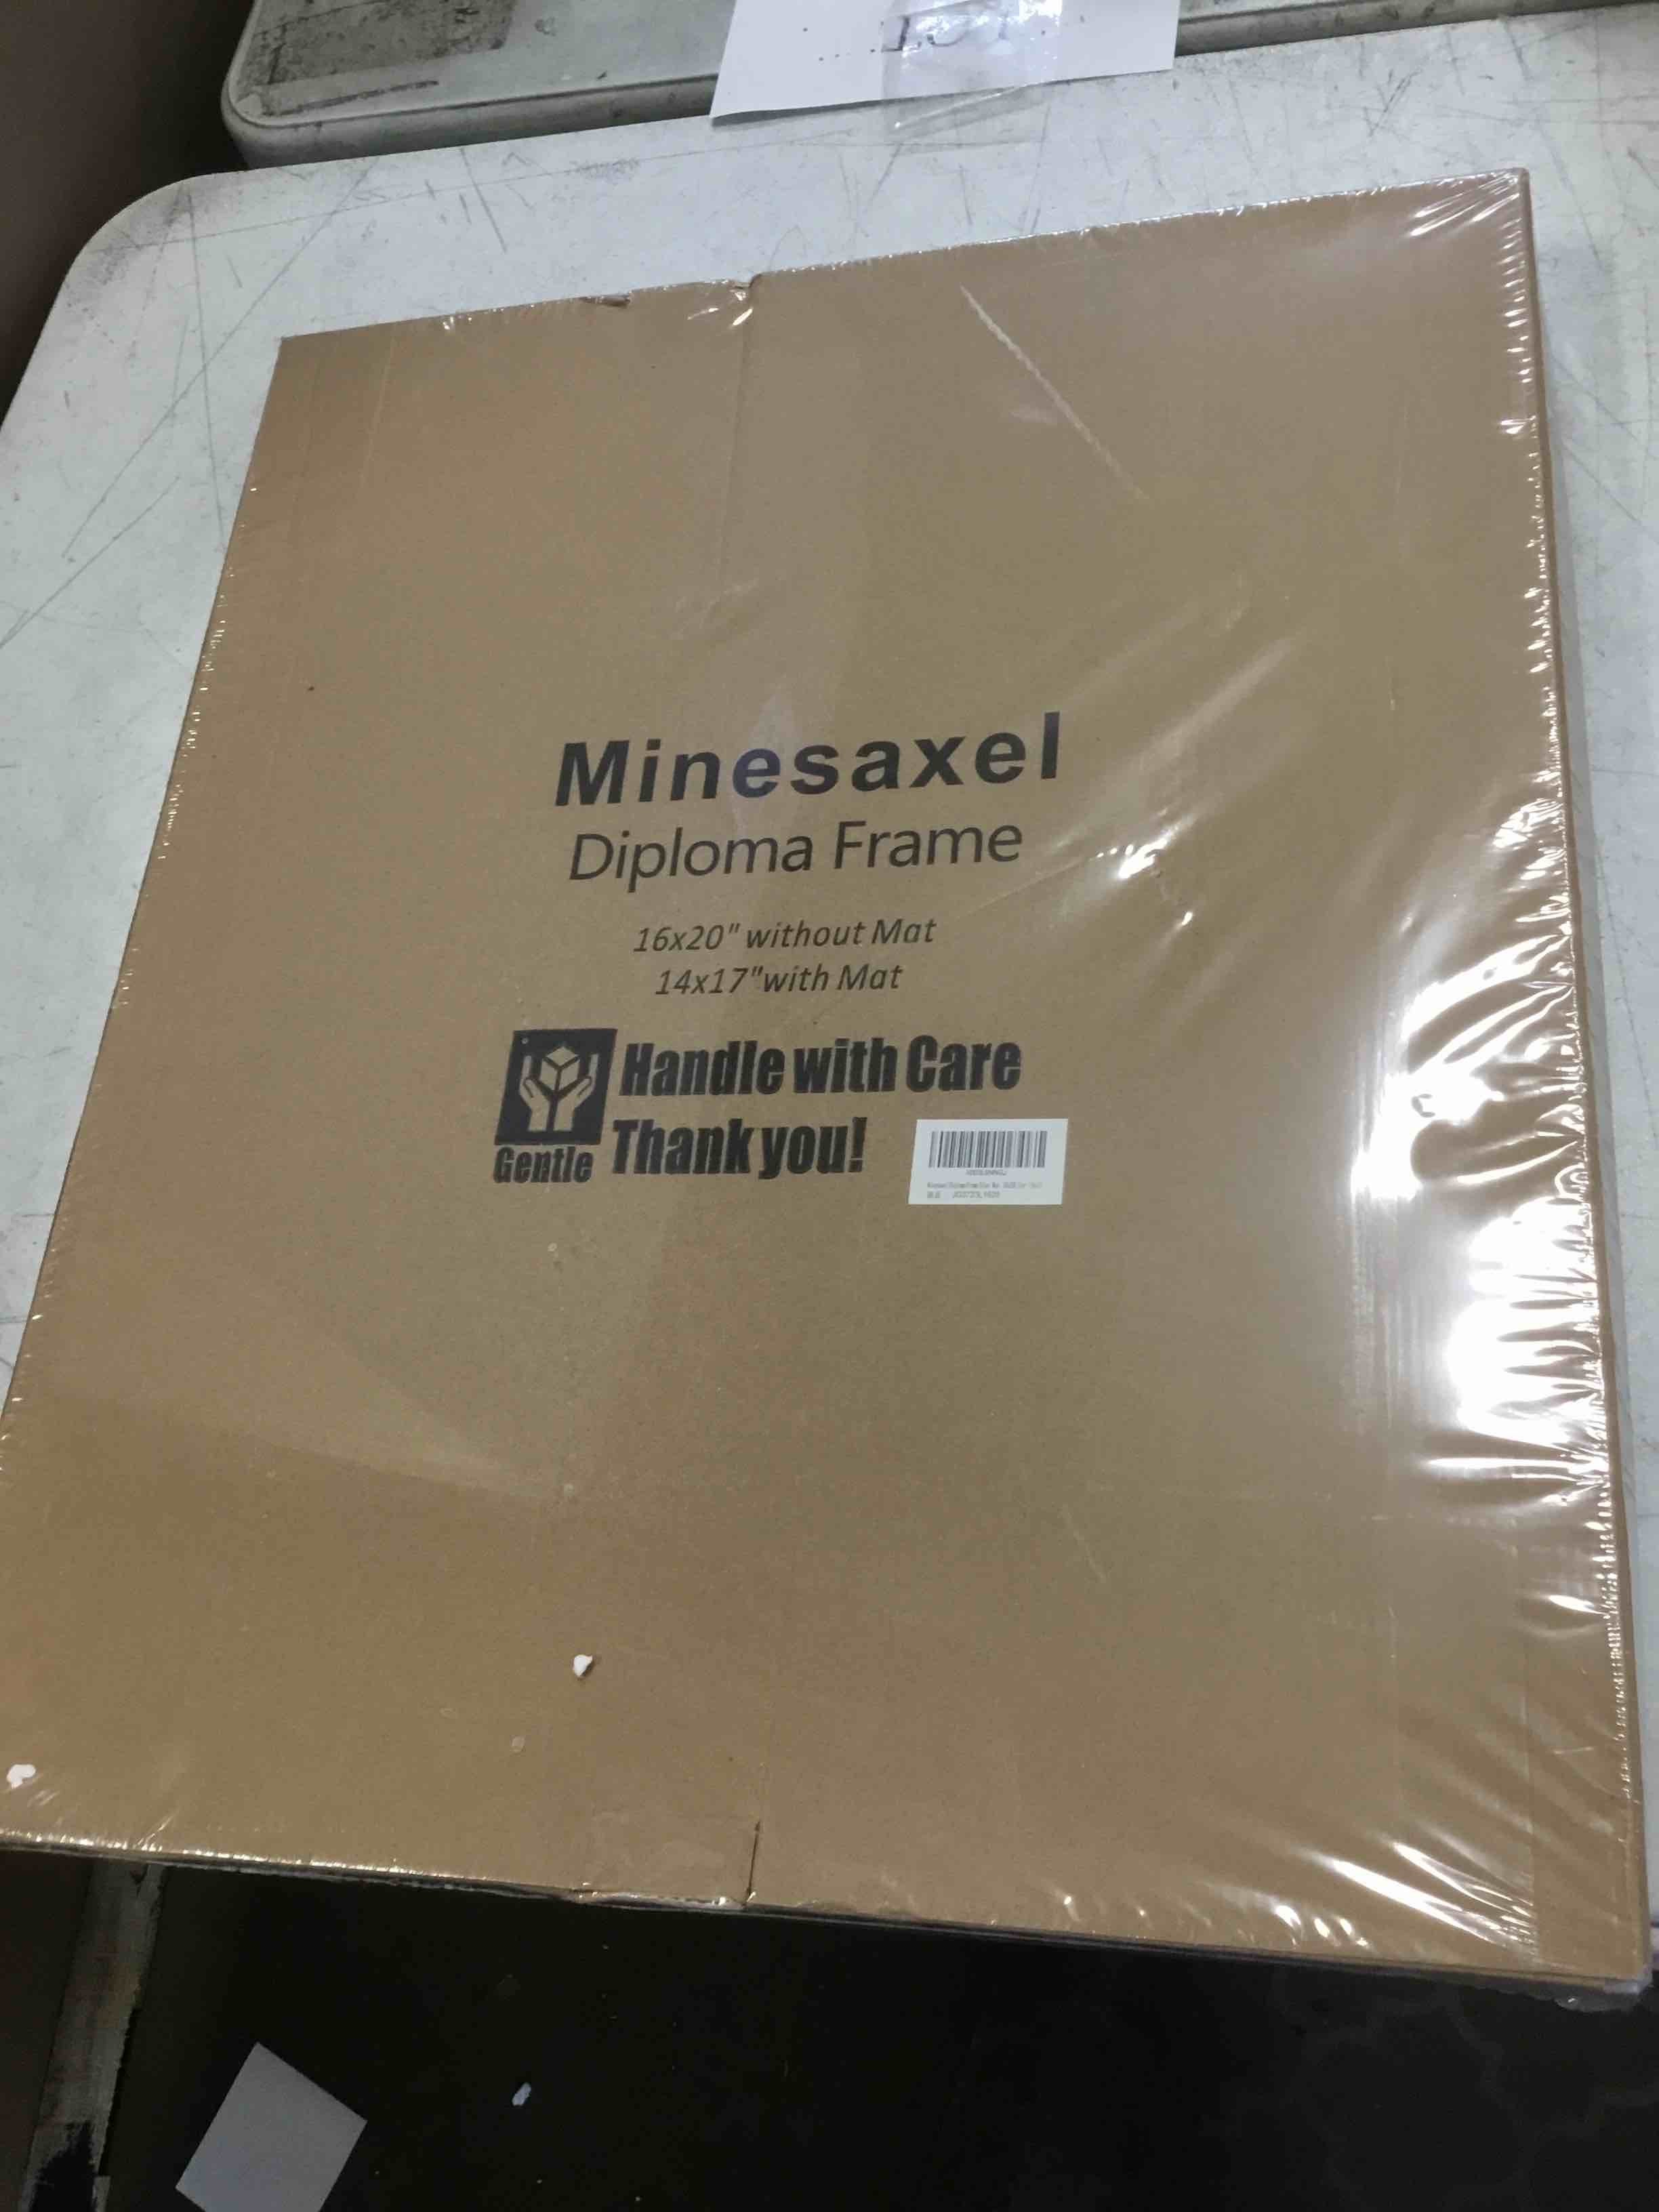 Minesaxel
Diploma Frame
16x20" without Mat
14x17"with Mat
Handle with Care
Thank you!
Gentle